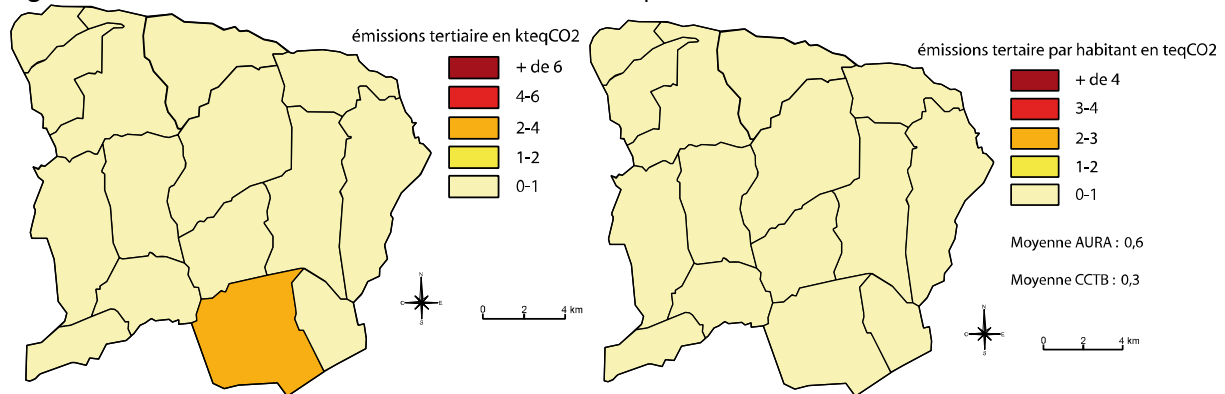 émissions tertiaire en kteqCO2
+ de 6
4-6
2-4
1-2
0-1
N
E
S
0 2 4 km
émissions tertaire par habitant en teqCO2
+ de 4
3-4
2-3
1-2
0-1
Moyenne AURA : 0,6
Moyenne CCTB : 0,3
N
E
S
0 2 4 km